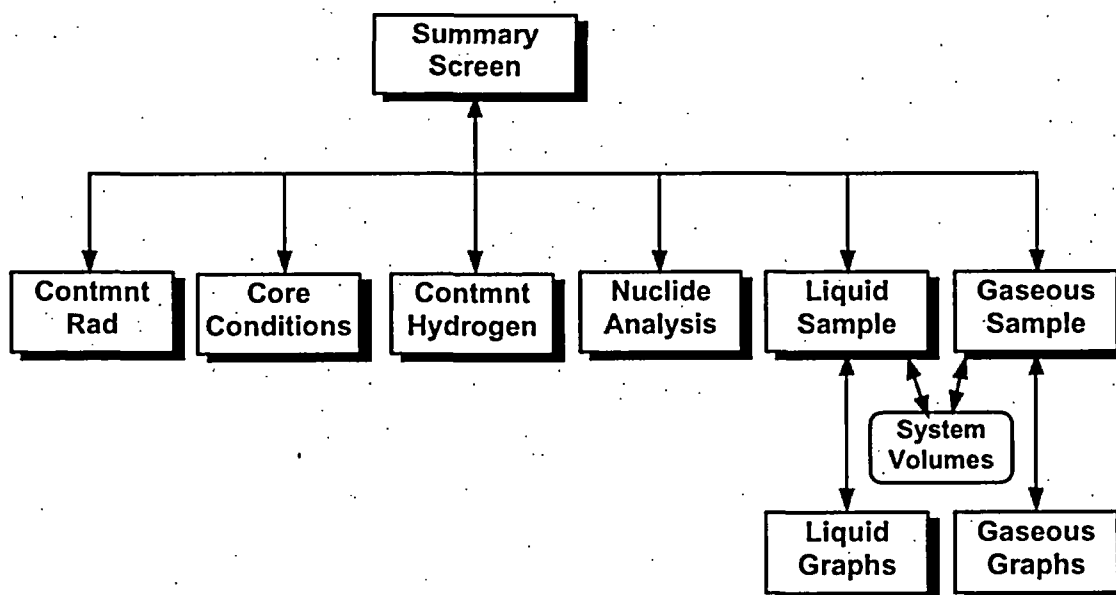 Summary
Screen
Contmnt
Rad
Core
Conditions
Contmnt
Hydrogen
Nuclide
Analysis
Liquid
Sample
Gaseous
Sample
System
Volumes
Liquid
Graphs
Gaseous
Graphs